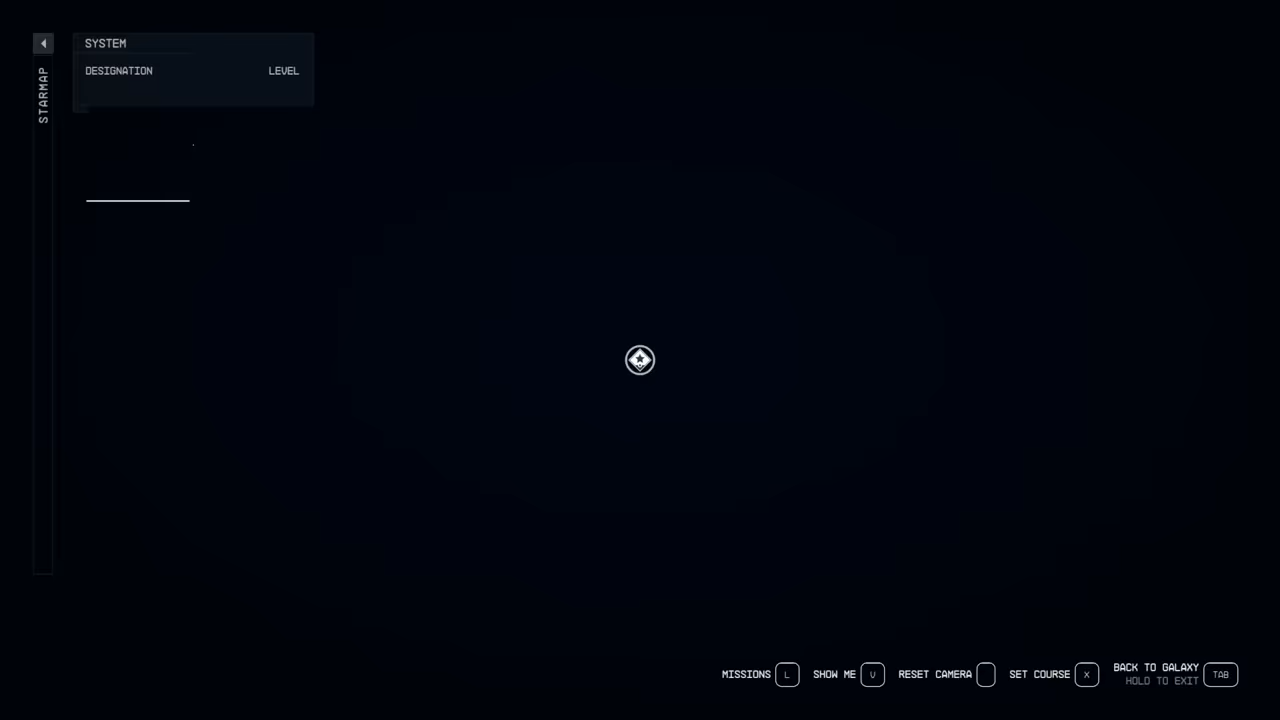 SYSTEM
DESIGNATION LEVEL
STARMAP
MISSIONS L SHOW ME V RESET CAMERA SET COURSE X BACK TO GALAXY TAB
HOLD TO EXIT